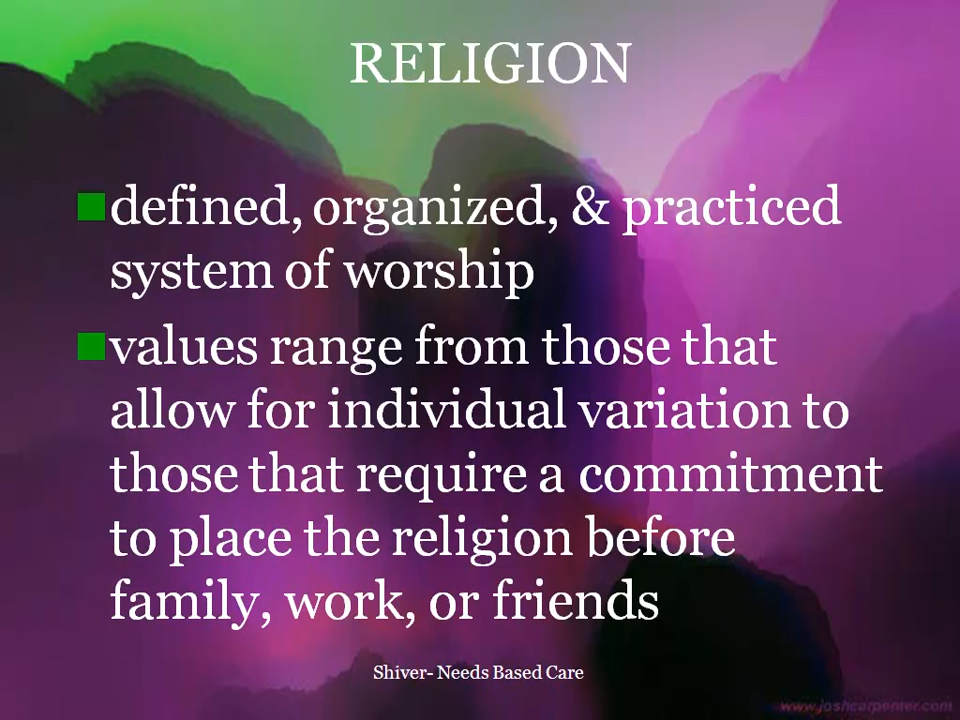 RELIGION
defined, organized, & practiced
system of worship
values range from those that
allow for individual variation to
those that require a commitment
to place the religion before
family, work, or friends
Shiver- Needs Based Care
www.joshcarpenter.com